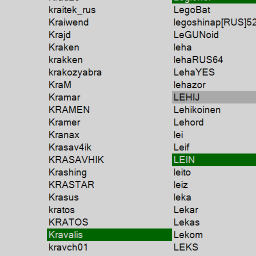 kraitek_rus
Kraiwend
Krajd
Kraken
krakken
krakozyabra
KraM
Kramar
KRAMEN
Kramer
Kranax
Krasav4ik
KRASAVHIK
Krashing
KRASTAR
Krasus
kratos
KRATOS
Kravalis
kravch01
LegoBat
legoshinap[RUS]52
LeGUNoid
leha
lehaRUS64
LehaYES
lehazor
LEHIJ
Lehikoinen
Lehord
lei
Leif
LEIN
leito
leiz
leka
Lekar
Lekas
Lekom
LEKS